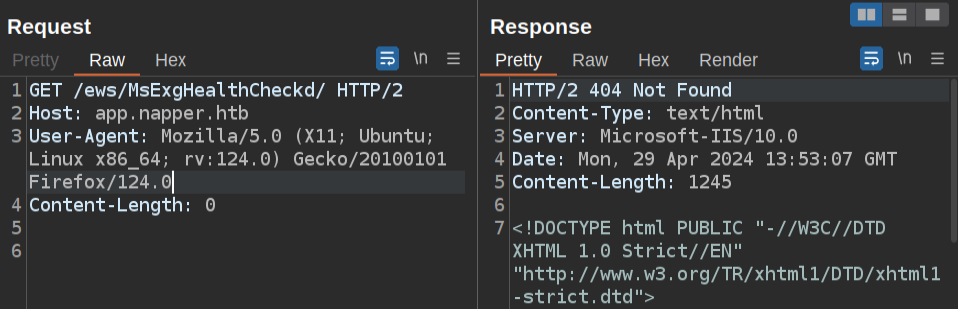 Request
Pretty Raw Hex \n
1 GET /ews/MsExgHealthCheckd/ HTTP/2
2 Host: app.napper.htb
3 User-Agent: Mozilla/5.0 (X11; Ubuntu;
Linux x86_64; rv:124.0) Gecko/20100101
Firefox/124.0
4 Content-Length: 0
5
6
Response
Pretty Raw Hex Render \n
1 HTTP/2 404 Not Found
2 Content-Type: text/html
3 Server: Microsoft-IIS/10.0
4 Date: Mon, 29 Apr 2024 13:53:07 GMT
5 Content-Length: 1245
6
7 <!DOCTYPE html PUBLIC "-//W3C//DTD
XHTML 1.0 Strict//EN"
"http://www.w3.org/TR/xhtml1/DTD/xhtml1
-strict.dtd">